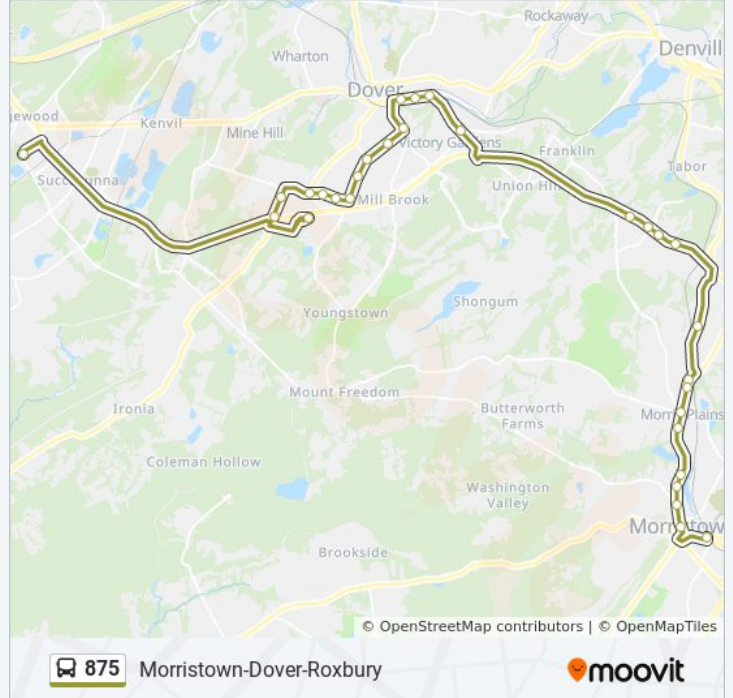 Rockaway
Wharton
Denvill
Dover
gewood
Kenvil
Mine Hill
Victory Gardens
Franklin
Tabor
Succasunna
Union Hill
Mill Brook
Shongum
Youngstown
Mount Freedom
Ironia
Butterworth
Farms
Morris Plains
Coleman Hollow
Washington
Valley
Morristow
Brookside
© OpenStreetMap contributors | © OpenMapTiles
875 Morristown-Dover-Roxbury
moovit